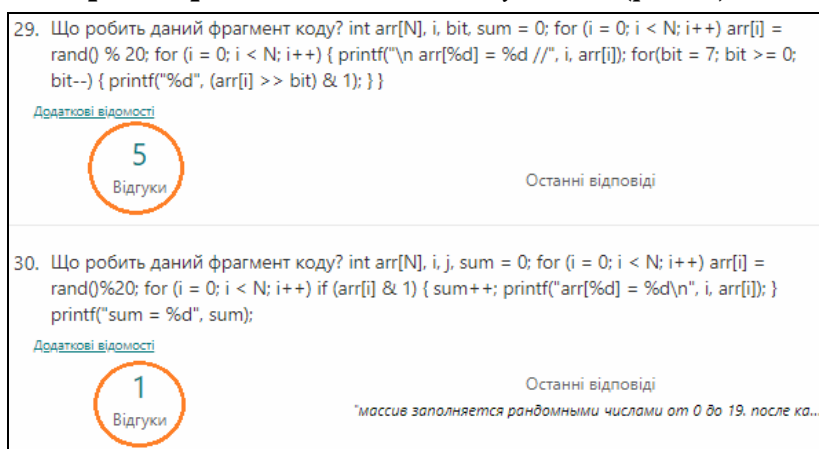 29. Що робить даний фрагмент коду? int arr[N], i, bit, sum = 0; for (i = 0; i < N; i++) arr[i] =
rand() % 20; for (i = 0; i < N; i++) { printf("\n arr[%d] = %d //", i, arr[i]); for(bit = 7; bit >= 0;
bit--) { printf("%d", (arr[i] >> bit) & 1); } }
Додаткові відомості
5
Відгуки
Останні відповіді
30. Що робить даний фрагмент коду? int arr[N], i, j, sum = 0; for (i = 0; i < N; i++) arr[i] =
rand()%20; for (i = 0; i < N; i++) if (arr[i] & 1) { sum++; printf("arr[%d] = %d\n", i, arr[i]); }
printf("sum = %d", sum);
Додаткові відомості
1
Відгуки
Останні відповіді
"массив заполняется рандомными числами от 0 до 19. после ка...